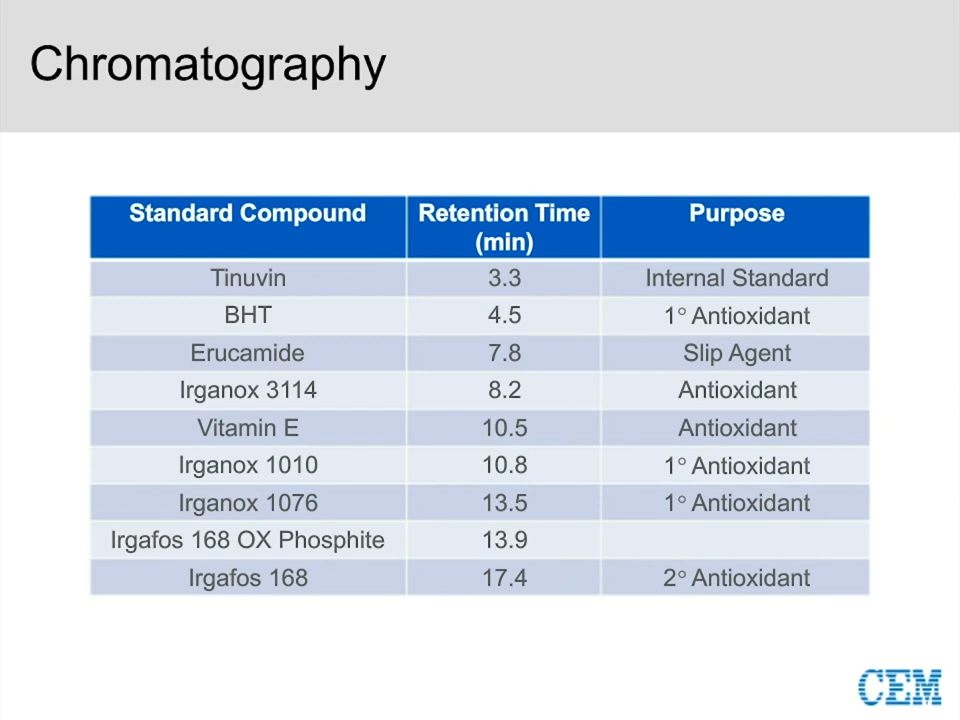 Chromatography
Standard Compound Retention Time (min) Purpose
Tinuvin 3.3 Internal Standard
BHT 4.5 1° Antioxidant
Erucamide 7.8 Slip Agent
Irganox 3114 8.2 Antioxidant
Vitamin E 10.5 Antioxidant
Irganox 1010 10.8 1° Antioxidant
Irganox 1076 13.5 1° Antioxidant
Irgafos 168 OX Phosphite 13.9
Irgafos 168 17.4 2° Antioxidant
CEM